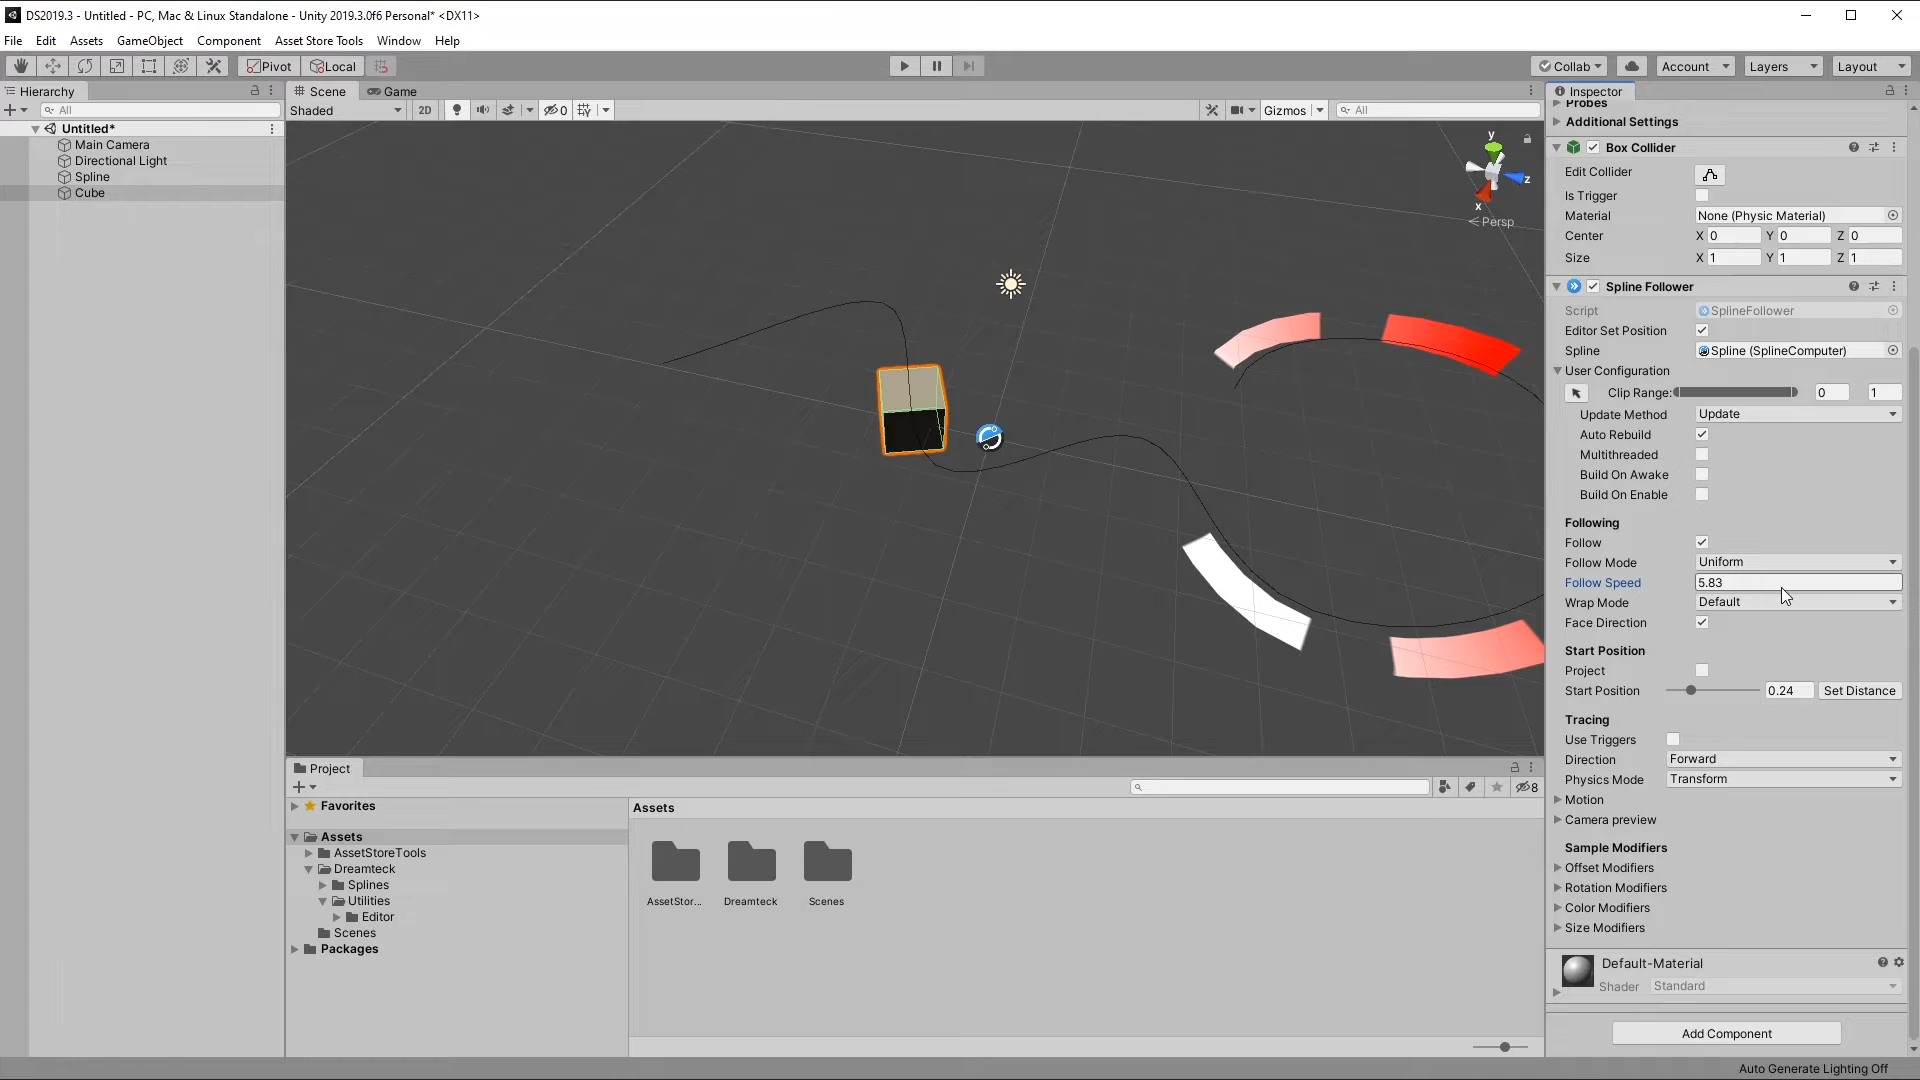 DS2019.3 - Untitled - PC, Mac & Linux Standalone - Unity 2019.3.0f6 Personal* <DX11>
File Edit Assets GameObject Component Asset Store Tools Window Help
Pivot Local Collab Account Layers Layout
Hierarchy
All
Untitled*
Main Camera
Directional Light
Spline
Cube
Scene Game
Shaded 2D 0 Gizmos All
y
z
x
Persp
Project
8
Favorites
Assets
AssetStoreTools
Dreamteck
Splines
Utilities
Editor
Scenes
Packages
Assets
AssetStor... Dreamteck Scenes
Inspector
Probes
Additional Settings
Box Collider
Edit Collider
Is Trigger
Material None (Physic Material)
Center X 0 Y 0 Z 0
Size X 1 Y 1 Z 1
Spline Follower
Script SplineFollower
Editor Set Position
Spline Spline (SplineComputer)
User Configuration
Clip Range: 0 1
Update Method Update
Auto Rebuild
Multithreaded
Build On Awake
Build On Enable
Following
Follow
Follow Mode Uniform
Follow Speed 5.83
Wrap Mode Default
Face Direction
Start Position
Project
Start Position 0.24 Set Distance
Tracing
Use Triggers
Direction Forward
Physics Mode Transform
Motion
Camera preview
Sample Modifiers
Offset Modifiers
Rotation Modifiers
Color Modifiers
Size Modifiers
Default-Material
Shader Standard
Add Component
Auto Generate Lighting Off